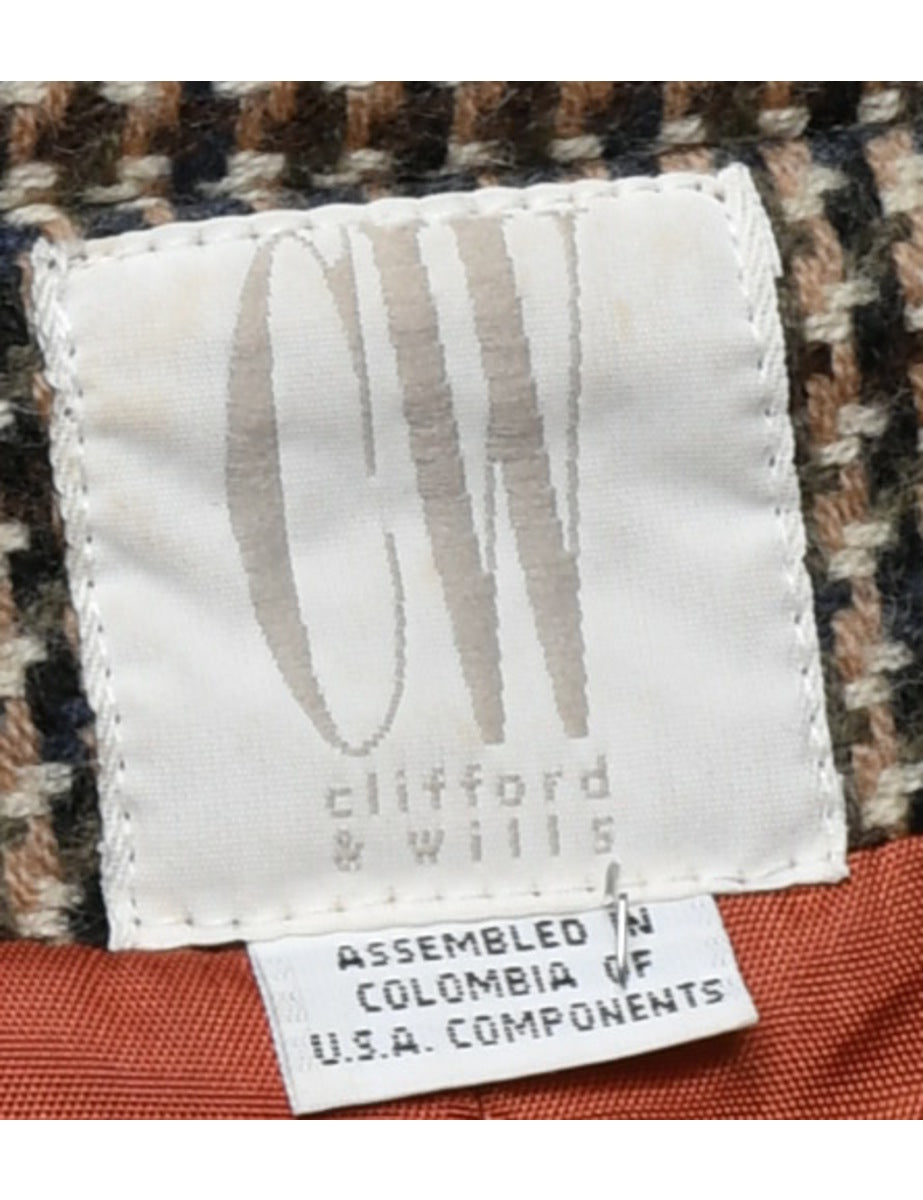 CW
clifford
& wills
ASSEMBLED IN
COLOMBIA OF
U.S.A. COMPONENTS